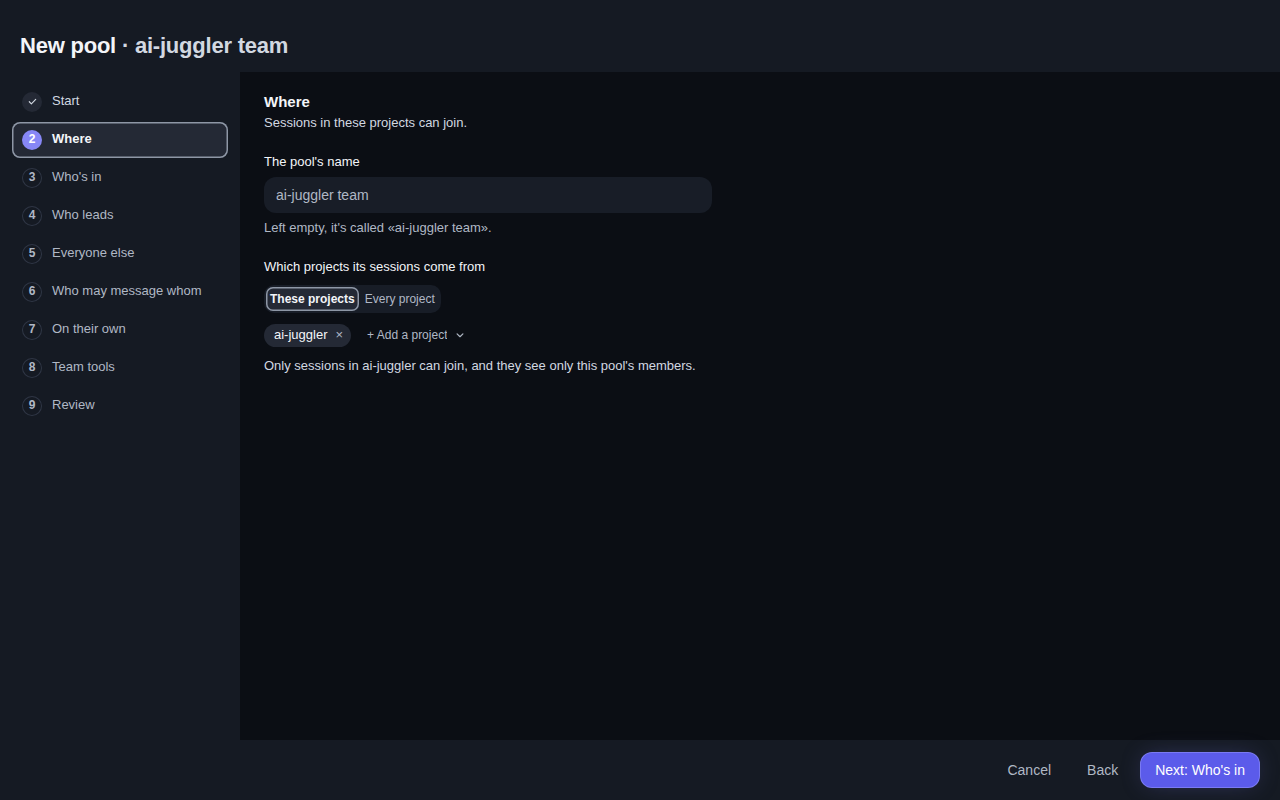 New pool · ai-juggler team
Start
2 Where
3 Who's in
4 Who leads
5 Everyone else
6 Who may message whom
7 On their own
8 Team tools
9 Review
Where
Sessions in these projects can join.
The pool's name
ai-juggler team
Left empty, it's called «ai-juggler team».
Which projects its sessions come from
These projects Every project
ai-juggler × + Add a project
Only sessions in ai-juggler can join, and they see only this pool's members.
Cancel Back Next: Who's in